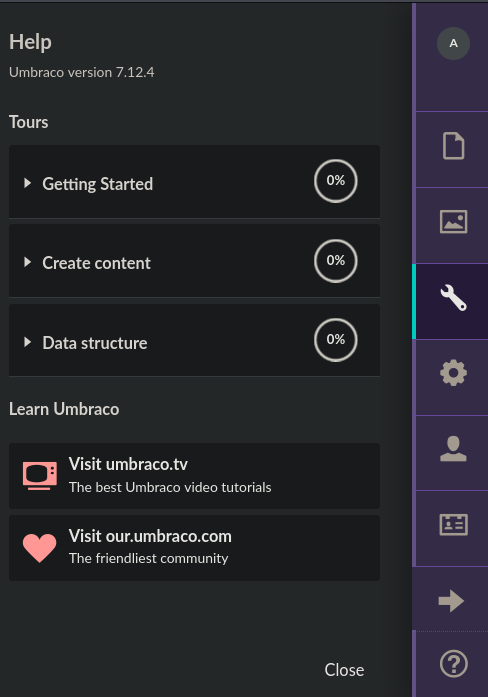 Help
A
Umbraco version 7.12.4
Tours
Getting Started
0%
Create content
0%
Data structure
0%
Learn Umbraco
Visit umbraco.tv
The best Umbraco video tutorials
Visit our.umbraco.com
The friendliest community
Close